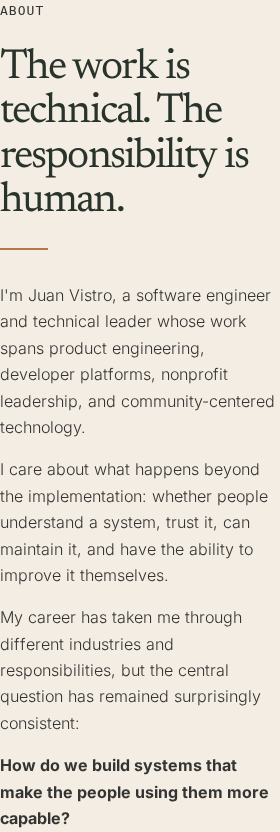 ABOUT
The work is
technical. The
responsibility is
human.
I'm Juan Vistro, a software engineer
and technical leader whose work
spans product engineering,
developer platforms, nonprofit
leadership, and community-centered
technology.
I care about what happens beyond
the implementation: whether people
understand a system, trust it, can
maintain it, and have the ability to
improve it themselves.
My career has taken me through
different industries and
responsibilities, but the central
question has remained surprisingly
consistent:
How do we build systems that
make the people using them more
capable?